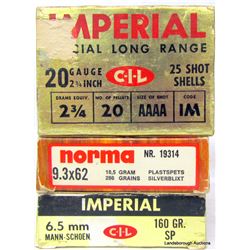 IMPERIAL
CIAL LONG RANGE
20 GAUGE 2¾ INCH C-I-L 25 SHOT SHELLS
DRAMS EQUIV. NO. OF PELLETS SIZE OF SHOT CODE
2¾ 20 AAAA IM
norma NR. 19314
9.3x62 18,5 GRAM PLASTSPETS
286 GRAINS SILVERBLIXT
IMPERIAL
6.5 mm C-I-L 160 GR.
MANN-SCHOEN SP
Landsborough Auctions